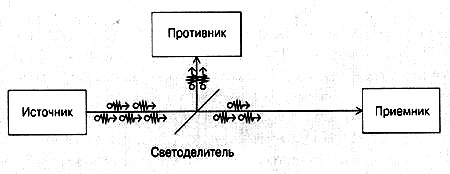 Противник
Источник
Приемник
Светоделитель